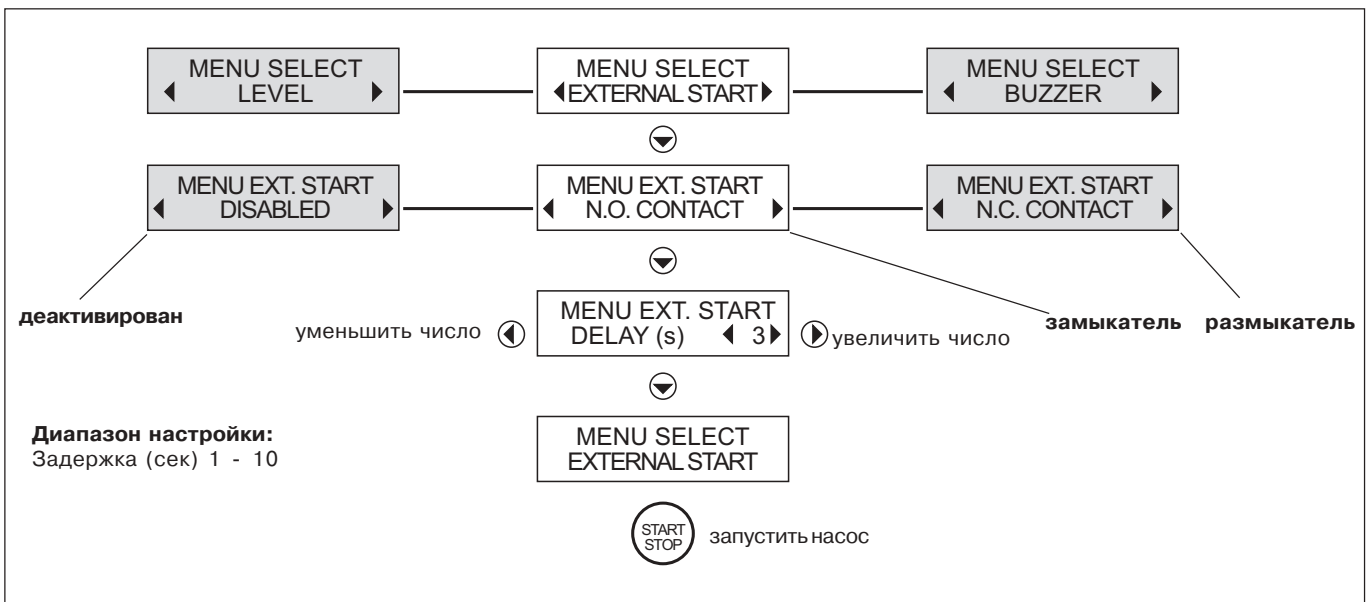 MENU SELECT
LEVEL
MENU SELECT
EXTERNAL START
MENU SELECT
BUZZER
MENU EXT. START
DISABLED
MENU EXT. START
N.O. CONTACT
MENU EXT. START
N.C. CONTACT
деактивирован
замыкатель
размыкатель
уменьшить число
MENU EXT. START
DELAY (s) 3
увеличить число
Диапазон настройки:
Задержка (сек) 1 - 10
MENU SELECT
EXTERNAL START
START
STOP
запустить насос